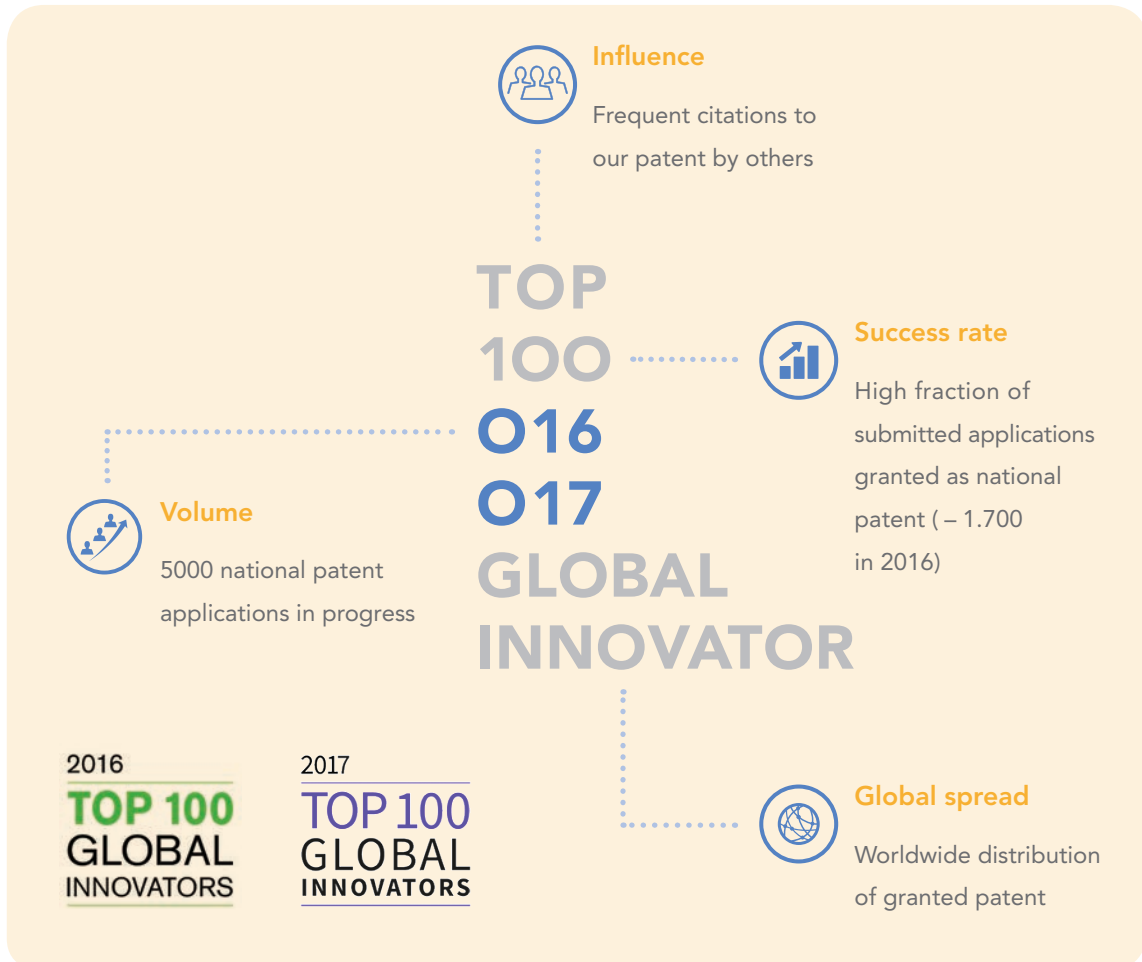 Influence
Frequent citations to
our patent by others
TOP
100
O16
O17
GLOBAL
INNOVATOR
Success rate
High fraction of
submitted applications
granted as national
patent ( – 1.700
in 2016)
Volume
5000 national patent
applications in progress
2016
TOP 100
GLOBAL
INNOVATORS
2017
TOP 100
GLOBAL
INNOVATORS
Global spread
Worldwide distribution
of granted patent